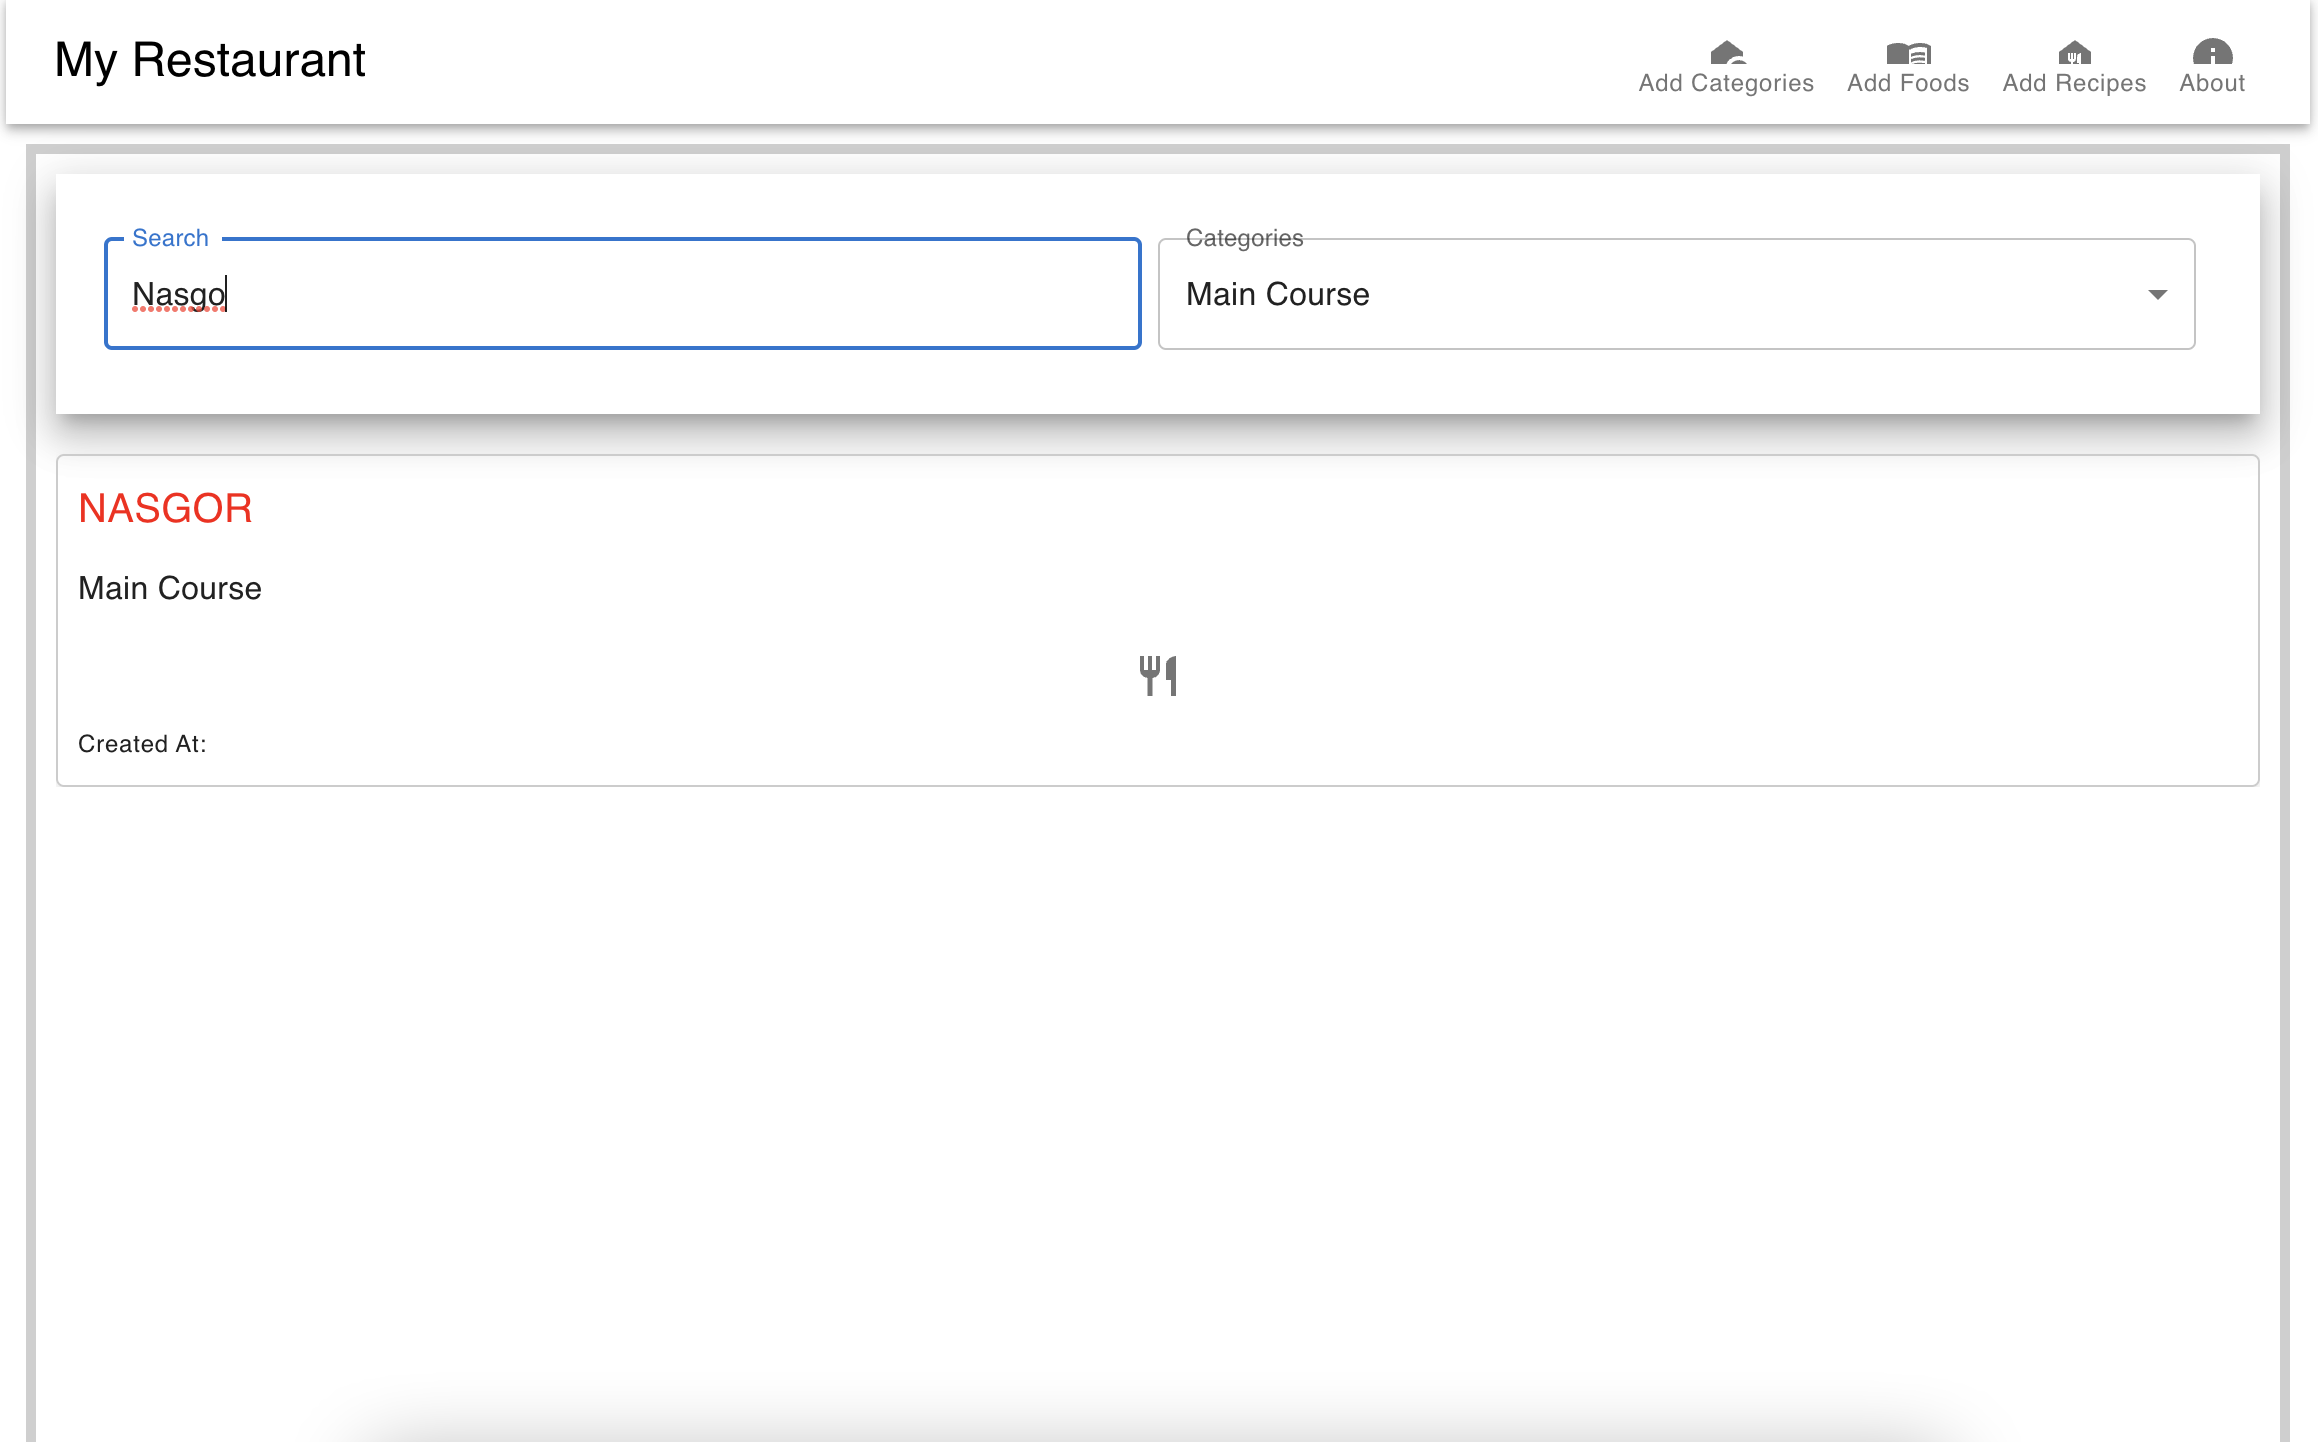 My Restaurant
Add Categories
Add Foods
Add Recipes
About
Search
Nasgo
Categories
Main Course
NASGOR
Main Course
Created At: